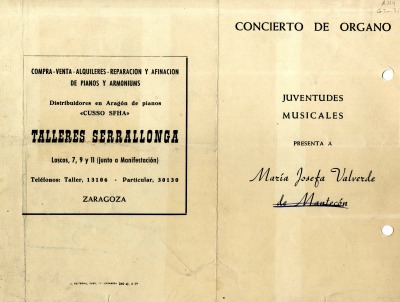 COMPRA-VENTA-ALQUILERES-REPARACION Y AFINACION
DE PIANOS Y ARMONIUMS
Distribuidores en Aragón de pianos
«CUSSO SFHA»
TALLERES SERRALLONGA
Lascos, 7, 9 y 11 (junto a Manifestación)
Teléfonos: Taller, 13106 - Particular, 30130
ZARAGOZA
CONCIERTO DE ORGANO
JUVENTUDES
MUSICALES
PRESENTA A
María Josefa Valverde
de Mantecón